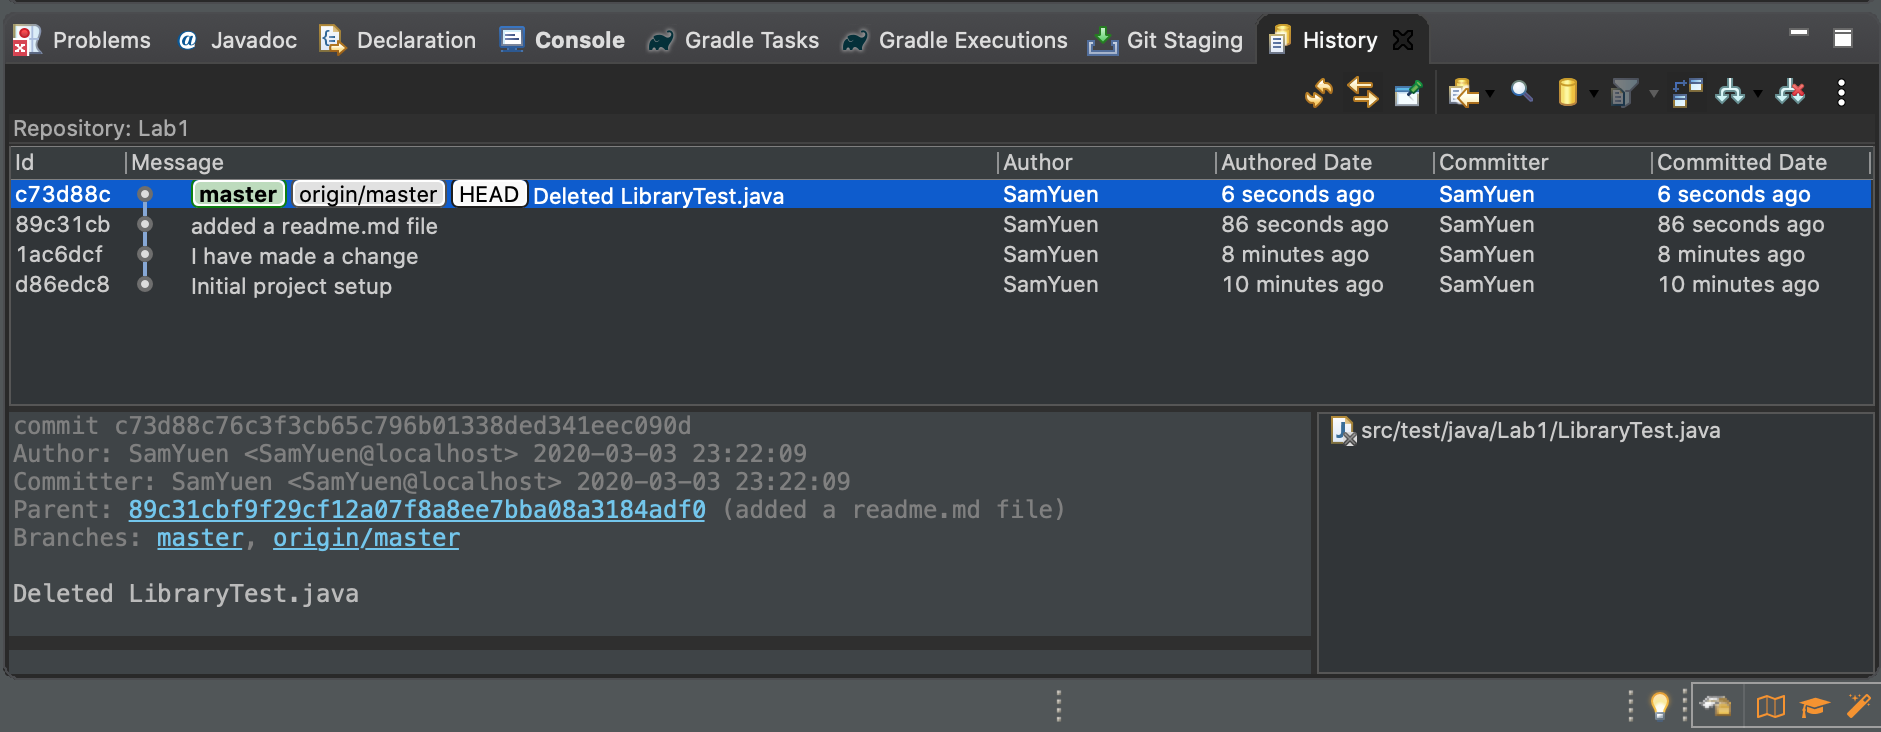 Problems @ Javadoc Declaration Console Gradle Tasks Gradle Executions Git Staging History
Repository: Lab1
Id Message Author Authored Date Committer Committed Date
c73d88c master origin/master HEAD Deleted LibraryTest.java SamYuen 6 seconds ago SamYuen 6 seconds ago
89c31cb added a readme.md file SamYuen 86 seconds ago SamYuen 86 seconds ago
1ac6dcf I have made a change SamYuen 8 minutes ago SamYuen 8 minutes ago
d86edc8 Initial project setup SamYuen 10 minutes ago SamYuen 10 minutes ago
commit c73d88c76c3f3cb65c796b01338ded341eec090d
Author: SamYuen <SamYuen@localhost> 2020-03-03 23:22:09
Committer: SamYuen <SamYuen@localhost> 2020-03-03 23:22:09
Parent: 89c31cbf9f29cf12a07f8a8ee7bba08a3184adf0 (added a readme.md file)
Branches: master, origin/master
Deleted LibraryTest.java
src/test/java/Lab1/LibraryTest.java